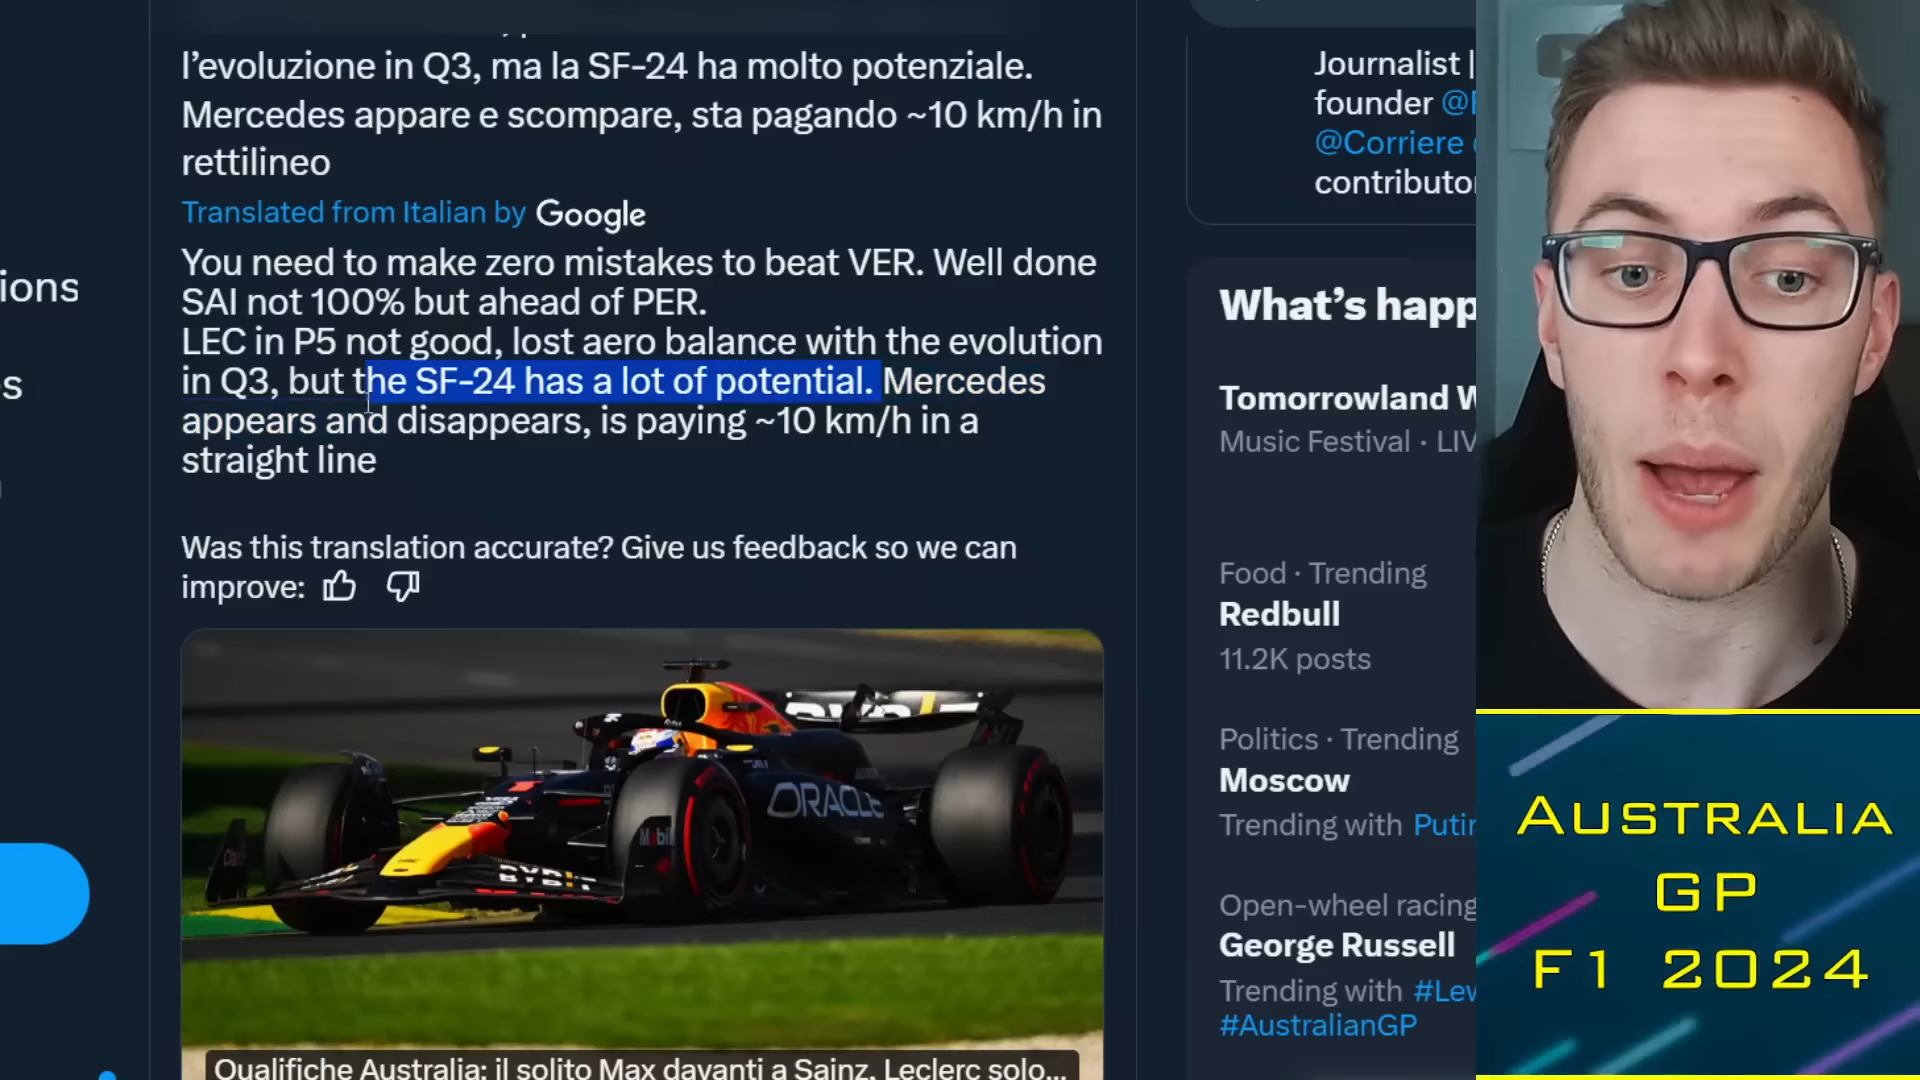 l’evoluzione in Q3, ma la SF-24 ha molto potenziale.
Mercedes appare e scompare, sta pagando ~10 km/h in
rettilineo
Translated from Italian by Google
You need to make zero mistakes to beat VER. Well done
SAI not 100% but ahead of PER.
LEC in P5 not good, lost aero balance with the evolution
in Q3, but the SF-24 has a lot of potential. Mercedes
appears and disappears, is paying ~10 km/h in a
straight line
Was this translation accurate? Give us feedback so we can
improve:
ORACLE
Mobil
BYBIT
Qualifiche Australia: il solito Max davanti a Sainz, Leclerc solo...
ions
s
Journalist |
founder @F
@Corriere
contributor
What’s happ
Tomorrowland W
Music Festival · LIV
Food · Trending
Redbull
11.2K posts
Politics · Trending
Moscow
Trending with Putin
Open-wheel racing
George Russell
Trending with #Lew
#AustralianGP
AUSTRALIA
GP
F1 2024